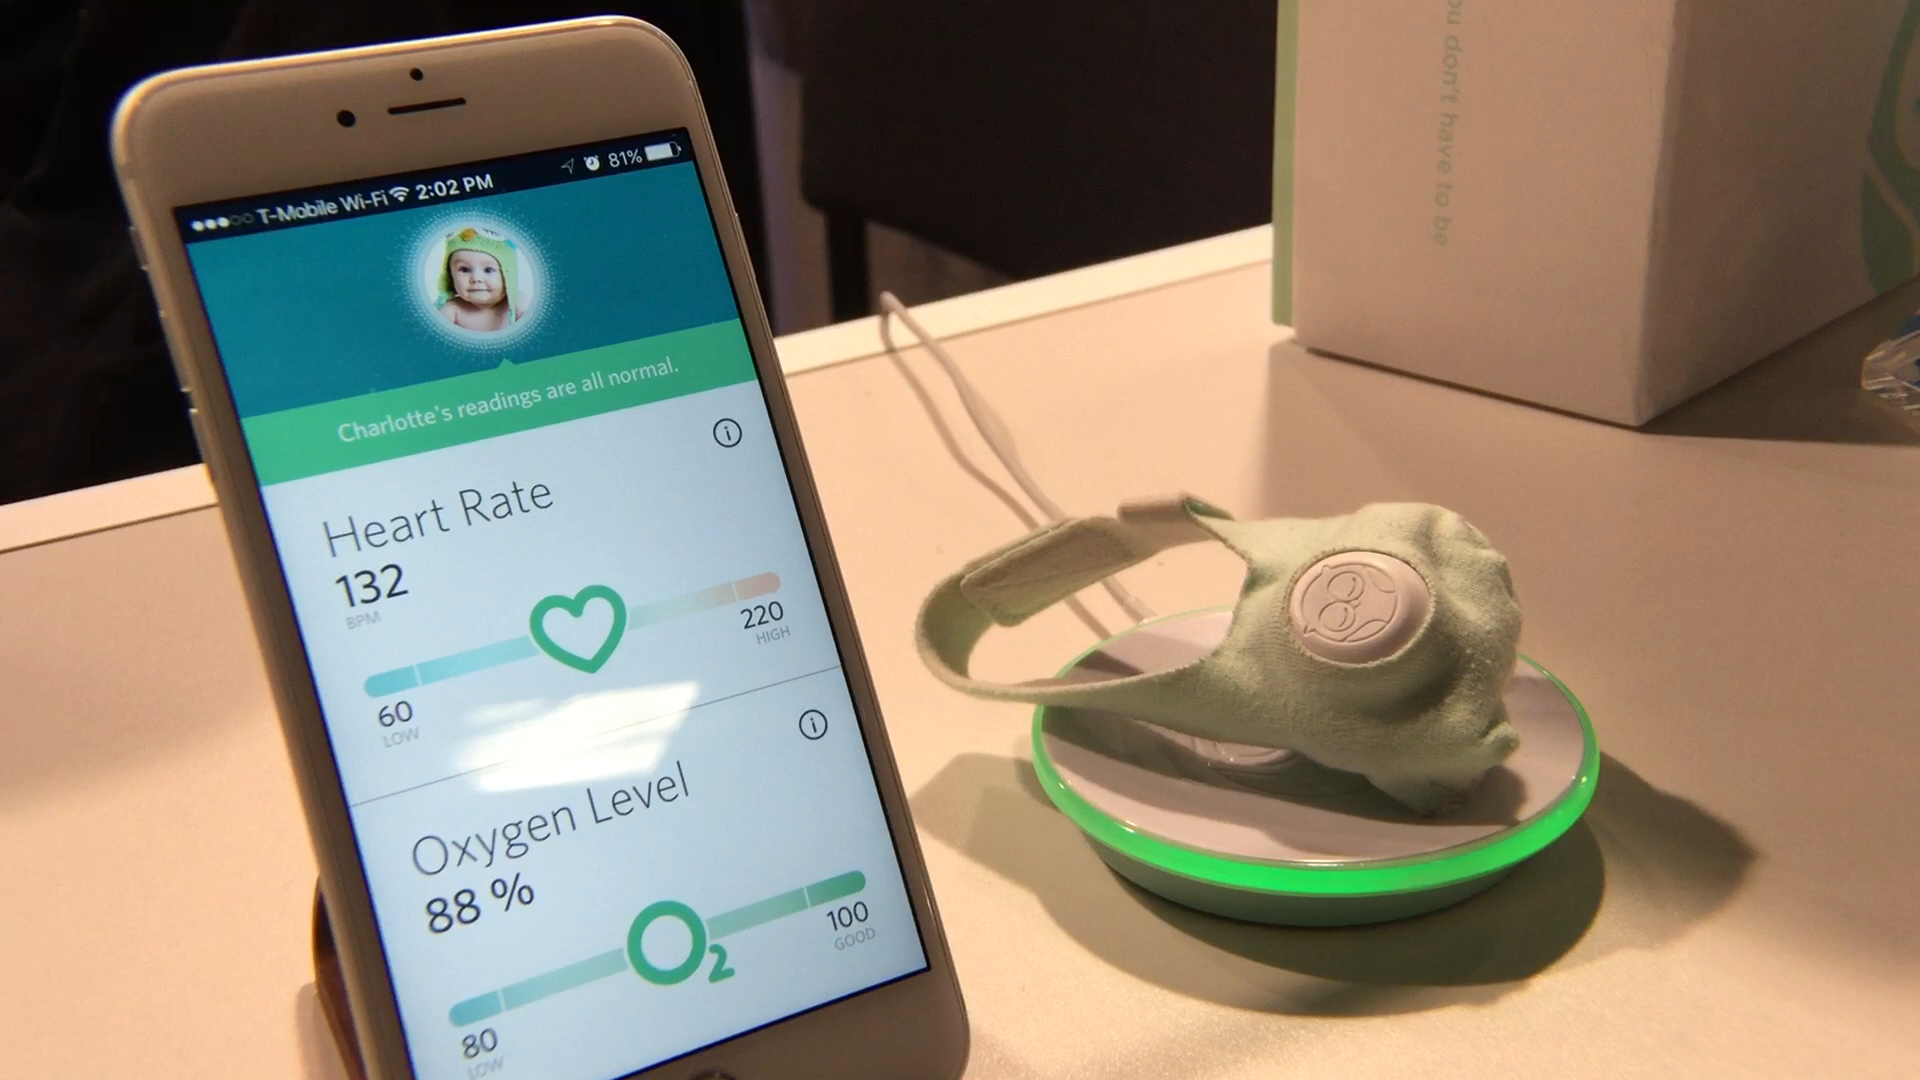 T-Mobile Wi-Fi 2:02 PM 81%
Charlotte's readings are all normal.
Heart Rate
132
BPM
60
LOW
220
HIGH
Oxygen Level
88 %
O2
80
LOW
100
GOOD
don't have to be